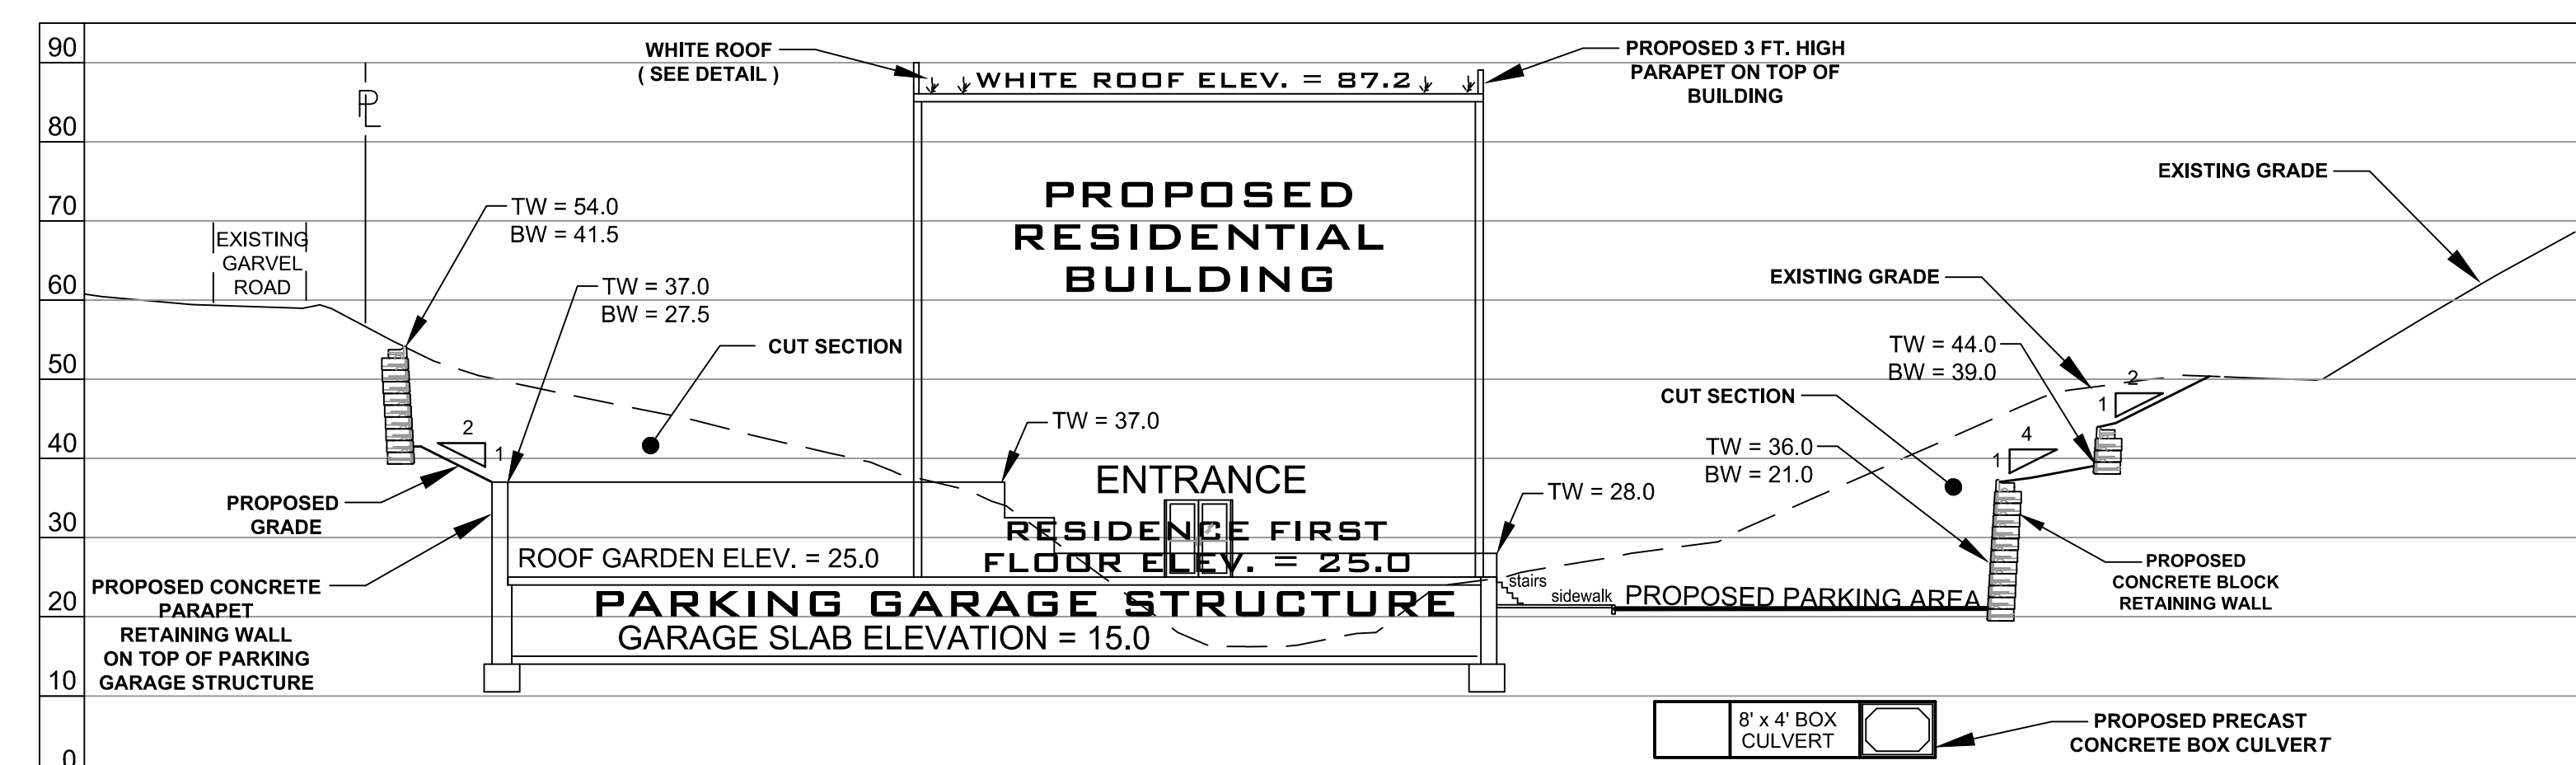 90
80
70
60
50
40
30
20
10
0
PL
EXISTING
GARVEL
ROAD
TW = 54.0
BW = 41.5
TW = 37.0
BW = 27.5
CUT SECTION
2
1
PROPOSED
GRADE
PROPOSED CONCRETE
PARAPET
RETAINING WALL
ON TOP OF PARKING
GARAGE STRUCTURE
WHITE ROOF
( SEE DETAIL )
WHITE ROOF ELEV. = 87.2
PROPOSED 3 FT. HIGH
PARAPET ON TOP OF
BUILDING
PROPOSED
RESIDENTIAL
BUILDING
TW = 37.0
ENTRANCE
RESIDENCE FIRST
FLOOR ELEV. = 25.0
ROOF GARDEN ELEV. = 25.0
PARKING GARAGE STRUCTURE
GARAGE SLAB ELEVATION = 15.0
TW = 28.0
stairs
sidewalk
PROPOSED PARKING AREA
EXISTING GRADE
EXISTING GRADE
TW = 44.0
BW = 39.0
CUT SECTION
TW = 36.0
BW = 21.0
2
1
4
1
PROPOSED
CONCRETE BLOCK
RETAINING WALL
8' x 4' BOX
CULVERT
PROPOSED PRECAST
CONCRETE BOX CULVERT